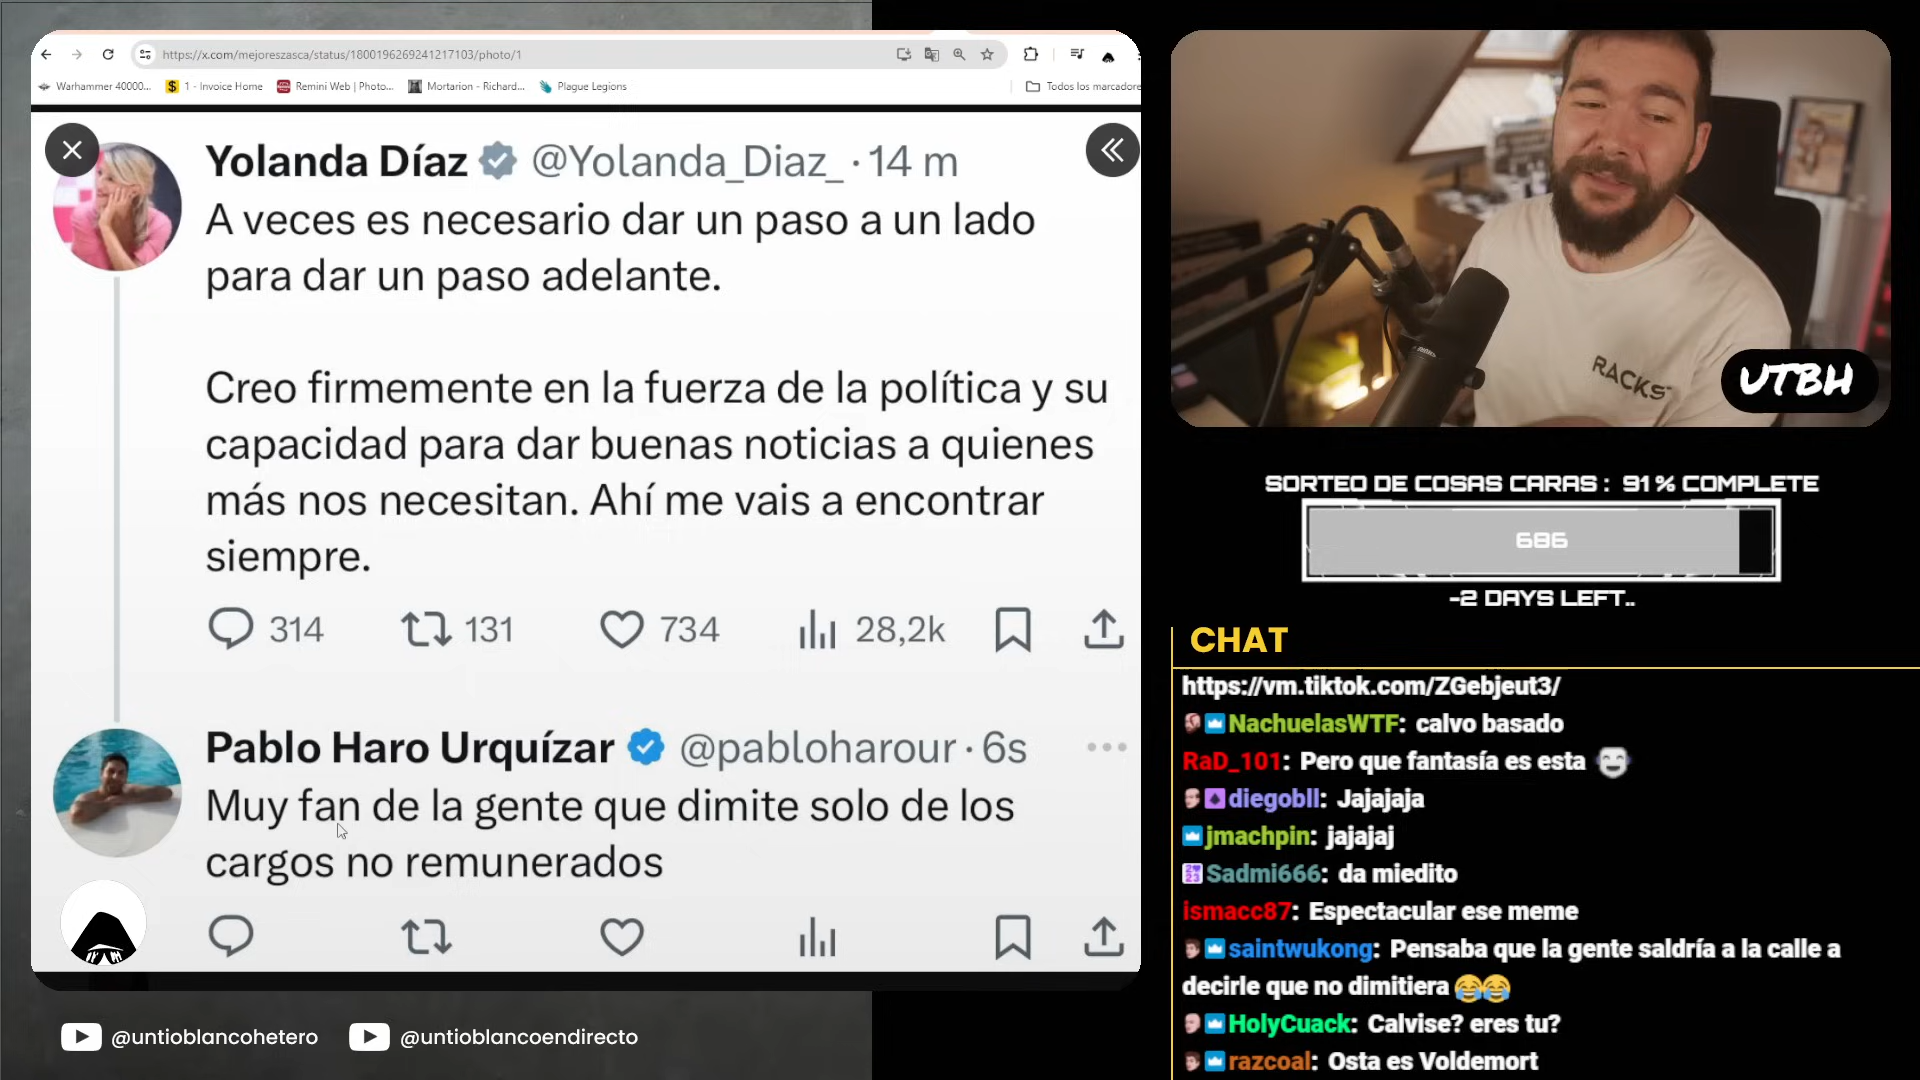 https://x.com/mejoreszasca/status/1800196269241217103/photo/1
Warhammer 40000... 1 - Invoice Home Remini Web | Photo... Mortarion - Richard... Plague Legions Todos los marcadore
Yolanda Díaz @Yolanda_Diaz_ · 14 m
A veces es necesario dar un paso a un lado
para dar un paso adelante.
Creo firmemente en la fuerza de la política y su
capacidad para dar buenas noticias a quienes
más nos necesitan. Ahí me vais a encontrar
siempre.
314 131 734 28,2k
Pablo Haro Urquízar @pabloharour · 6s
Muy fan de la gente que dimite solo de los
cargos no remunerados
@untioblancohetero @untioblancoendirecto
RACKS
UTBH
SORTEO DE COSAS CARAS : 91% COMPLETE
686
-2 DAYS LEFT..
CHAT
https://vm.tiktok.com/ZGebjeut3/
NachuelasWTF: calvo basado
RaD_101: Pero que fantasía es esta
diegobll: Jajajaja
jmachpin: jajajaj
Sadmi666: da miedito
ismacc87: Espectacular ese meme
saintwukong: Pensaba que la gente saldría a la calle a
decirle que no dimitiera 😂😂
HolyCuack: Calvise? eres tu?
razcoal: Osta es Voldemort